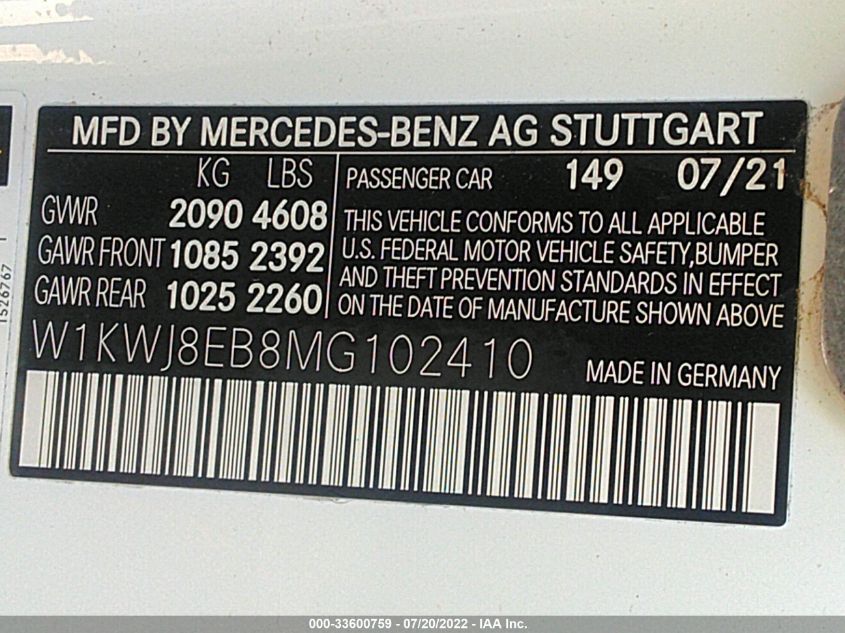 MFD BY MERCEDES-BENZ AG STUTTGART
KG LBS
GVWR 2090 4608
GAWR FRONT 1085 2392
GAWR REAR 1025 2260
PASSENGER CAR 149 07/21
THIS VEHICLE CONFORMS TO ALL APPLICABLE
U.S. FEDERAL MOTOR VEHICLE SAFETY,BUMPER
AND THEFT PREVENTION STANDARDS IN EFFECT
ON THE DATE OF MANUFACTURE SHOWN ABOVE
W1KWJ8EB8MG102410
MADE IN GERMANY
1526767
000-33600759 - 07/20/2022 - IAA Inc.